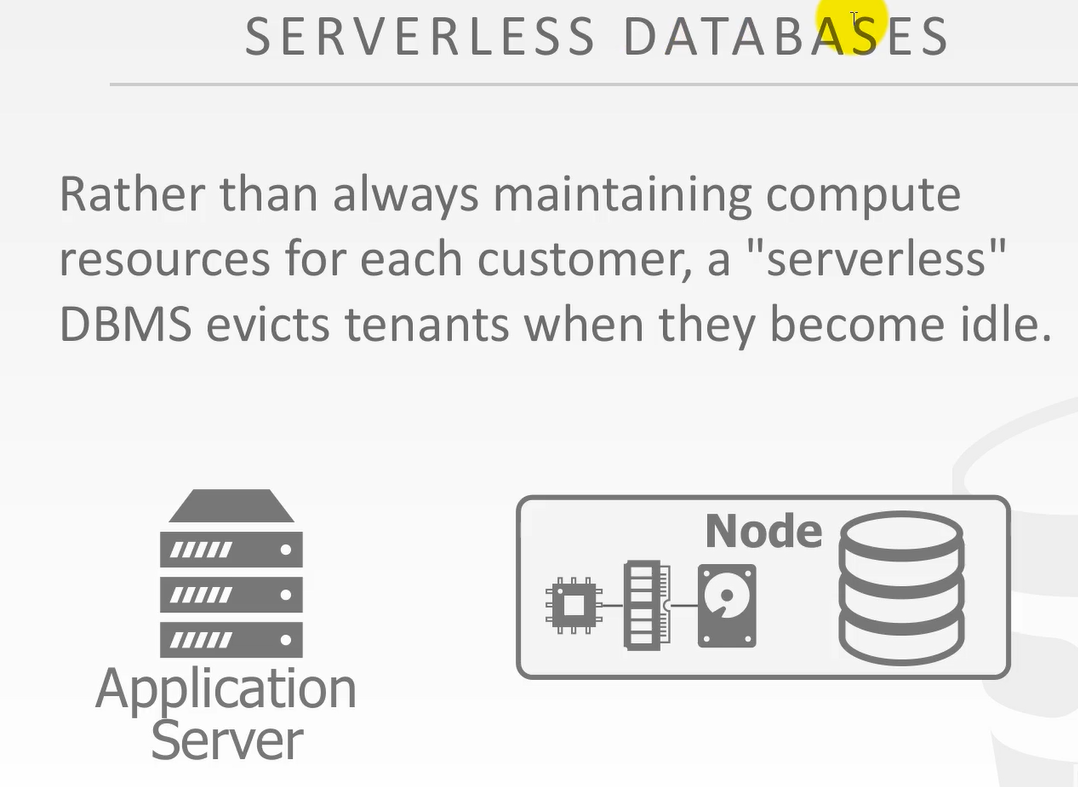 SERVERLESS DATABASES
Rather than always maintaining compute
resources for each customer, a "serverless"
DBMS evicts tenants when they become idle.
Node
Application
Server